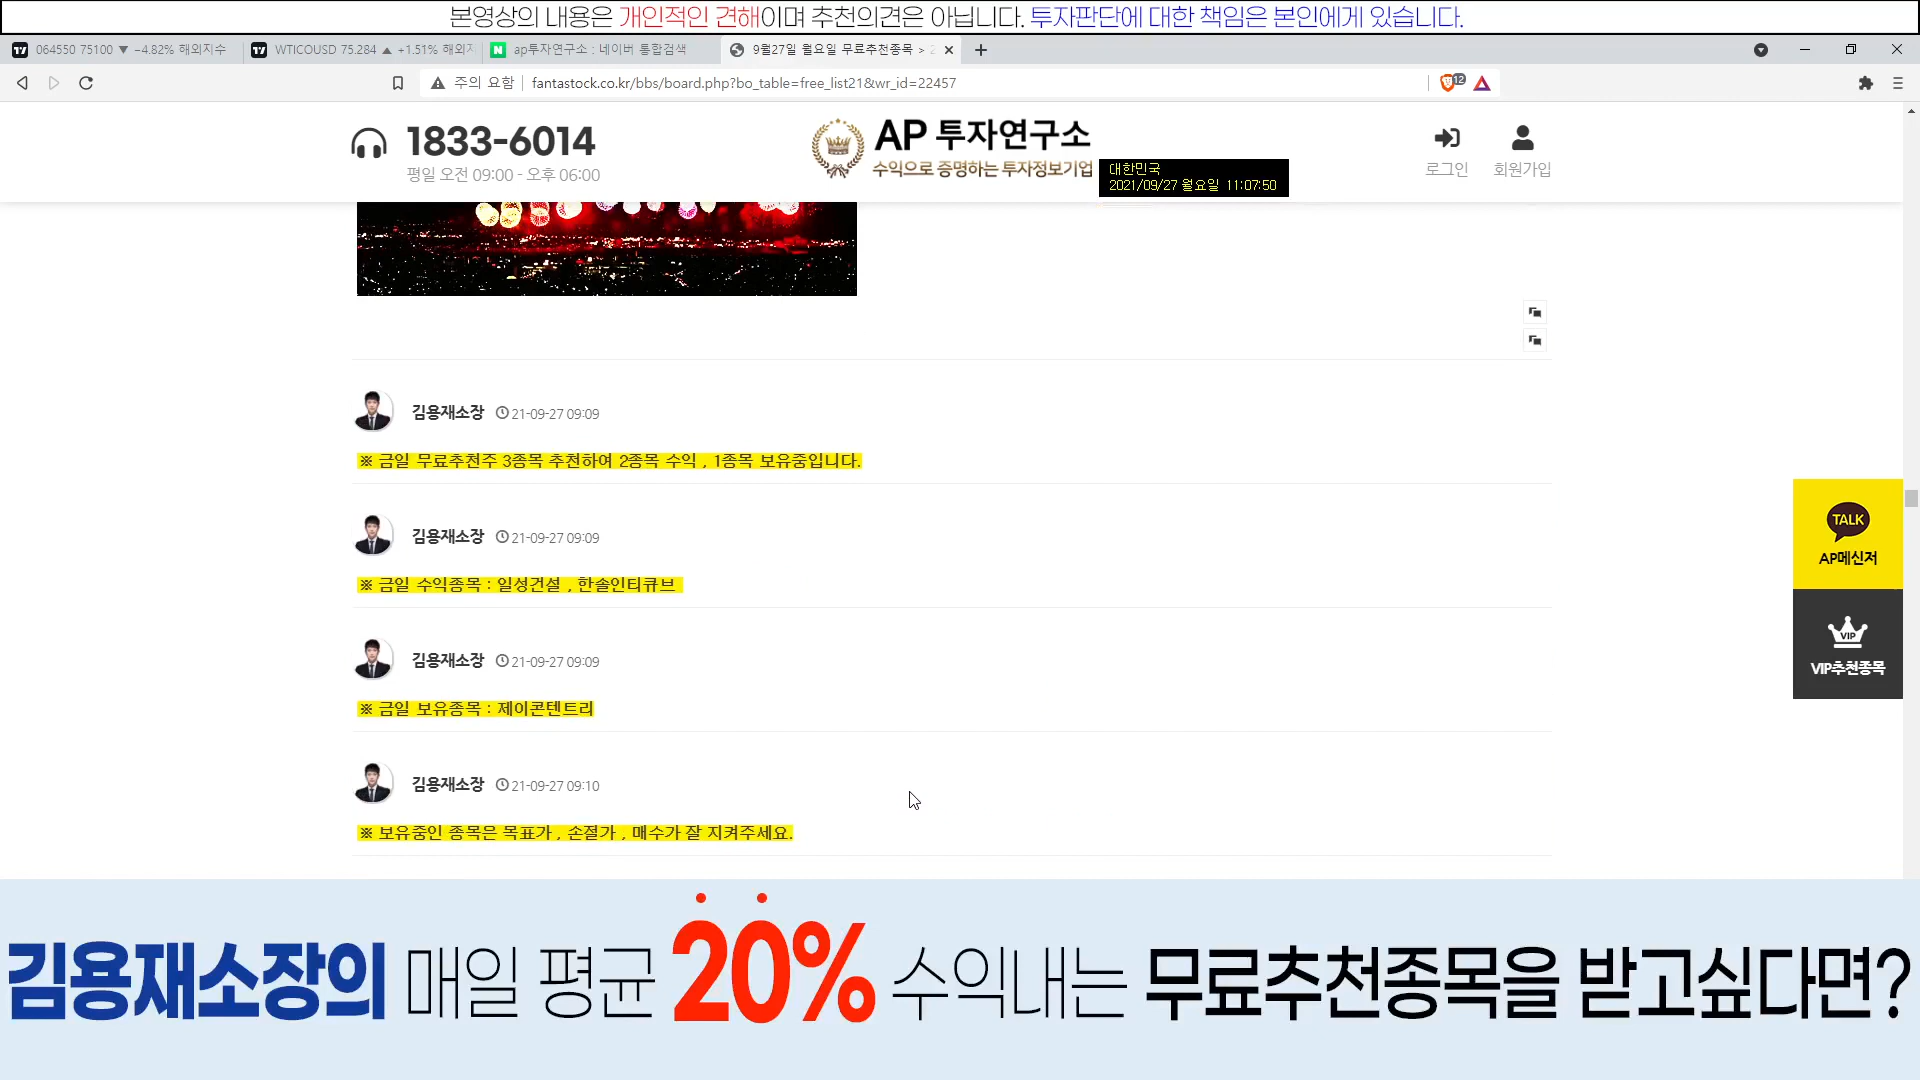 본영상의 내용은 개인적인 견해이며 추천의견은 아닙니다. 투자판단에 대한 책임은 본인에게 있습니다.
064550 75100 ▼ −4.82% 해외지수
WTICOUSD 75.284 ▲ +1.51% 해외지
ap투자연구소 : 네이버 통합검색
9월27일 월요일 무료추천종목 > 2
주의 요함
fantastock.co.kr/bbs/board.php?bo_table=free_list21&wr_id=22457
12
1833-6014
평일 오전 09:00 - 오후 06:00
AP 투자연구소
수익으로 증명하는 투자정보기업
대한민국
2021/09/27 월요일 11:07:50
로그인
회원가입
김용재소장 21-09-27 09:09
※ 금일 무료추천주 3종목 추천하여 2종목 수익 , 1종목 보유중입니다.
김용재소장 21-09-27 09:09
※ 금일 수익종목 : 일성건설 , 한솔인티큐브
김용재소장 21-09-27 09:09
※ 금일 보유종목 : 제이콘텐트리
김용재소장 21-09-27 09:10
※ 보유중인 종목은 목표가 , 손절가 , 매수가 잘 지켜주세요.
TALK
AP메신저
VIP
VIP추천종목
김용재소장의 매일 평균 20% 수익내는 무료추천종목을 받고싶다면?